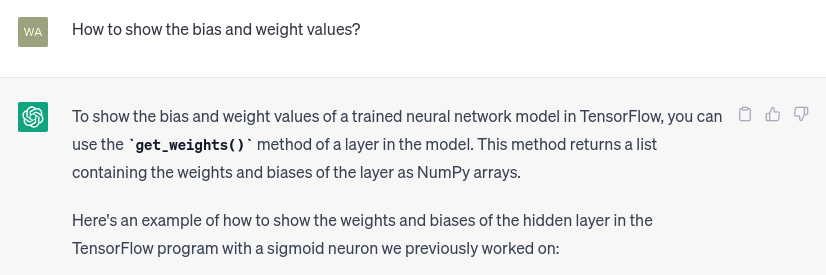 WA
How to show the bias and weight values?
To show the bias and weight values of a trained neural network model in TensorFlow, you can
use the `get_weights()` method of a layer in the model. This method returns a list
containing the weights and biases of the layer as NumPy arrays.
Here's an example of how to show the weights and biases of the hidden layer in the
TensorFlow program with a sigmoid neuron we previously worked on: